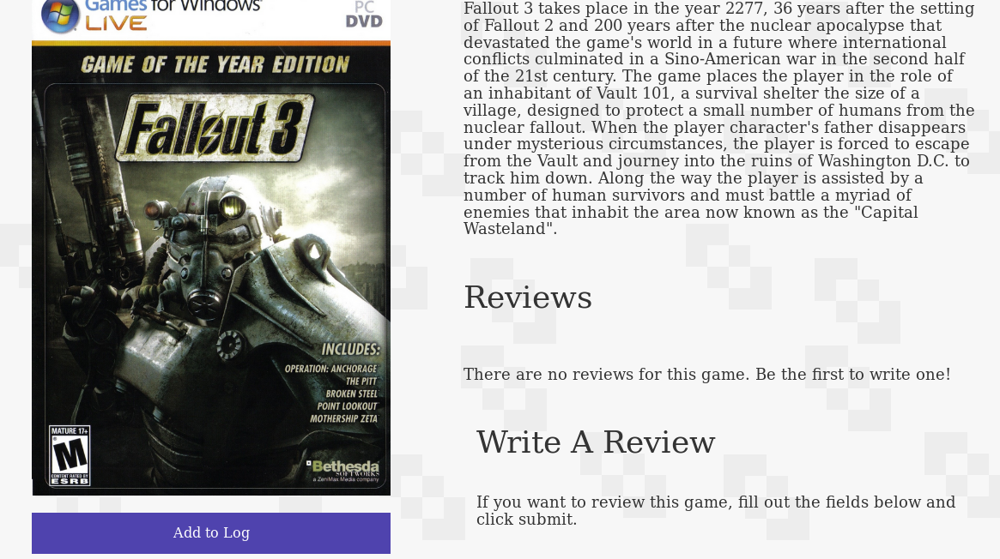 Games for Windows
LIVE
PC
DVD
GAME OF THE YEAR EDITION
Fallout 3
INCLUDES:
OPERATION: ANCHORAGE
THE PITT
BROKEN STEEL
POINT LOOKOUT
MOTHERSHIP ZETA
MATURE 17+
M
CONTENT RATED BY
ESRB
Bethesda
SOFTWORKS
a ZeniMax Media company
Add to Log
Fallout 3 takes place in the year 2277, 36 years after the setting
of Fallout 2 and 200 years after the nuclear apocalypse that
devastated the game's world in a future where international
conflicts culminated in a Sino-American war in the second half
of the 21st century. The game places the player in the role of
an inhabitant of Vault 101, a survival shelter the size of a
village, designed to protect a small number of humans from the
nuclear fallout. When the player character's father disappears
under mysterious circumstances, the player is forced to escape
from the Vault and journey into the ruins of Washington D.C. to
track him down. Along the way the player is assisted by a
number of human survivors and must battle a myriad of
enemies that inhabit the area now known as the "Capital
Wasteland".
Reviews
There are no reviews for this game. Be the first to write one!
Write A Review
If you want to review this game, fill out the fields below and
click submit.